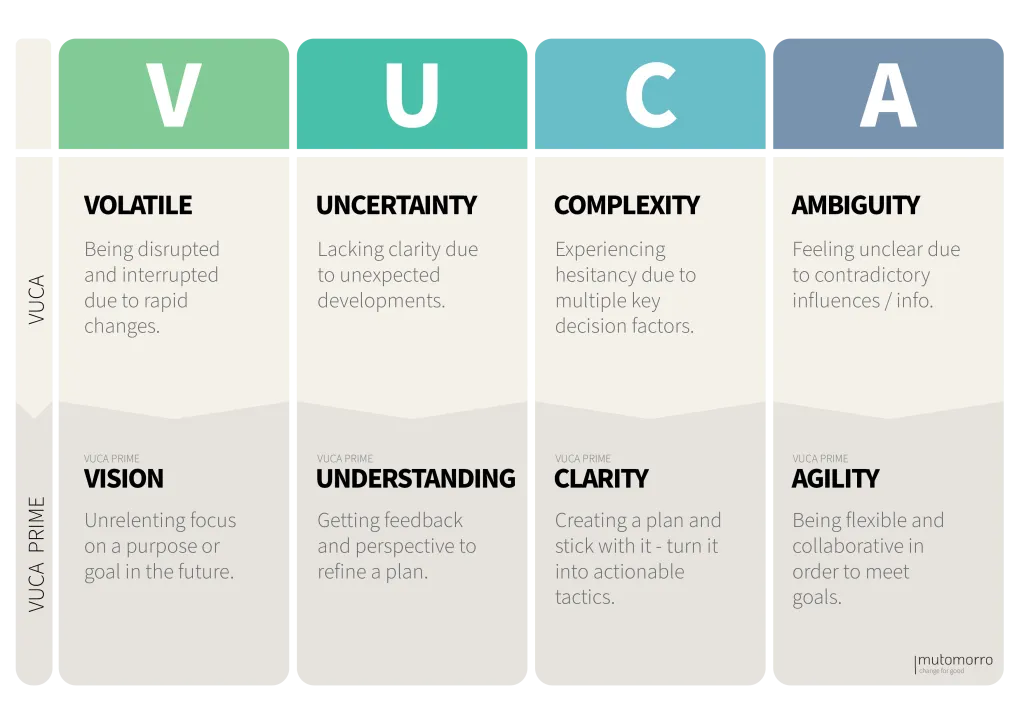 V
U
C
A
VUCA
VOLATILE
Being disrupted
and interrupted
due to rapid
changes.
UNCERTAINTY
Lacking clarity due
to unexpected
developments.
COMPLEXITY
Experiencing
hesitancy due to
multiple key
decision factors.
AMBIGUITY
Feeling unclear due
to contradictory
influences / info.
VUCA PRIME
VUCA PRIME
VISION
Unrelenting focus
on a purpose or
goal in the future.
VUCA PRIME
UNDERSTANDING
Getting feedback
and perspective to
refine a plan.
VUCA PRIME
CLARITY
Creating a plan and
stick with it - turn it
into actionable
tactics.
VUCA PRIME
AGILITY
Being flexible and
collaborative in
order to meet
goals.
mutomorro
change for good